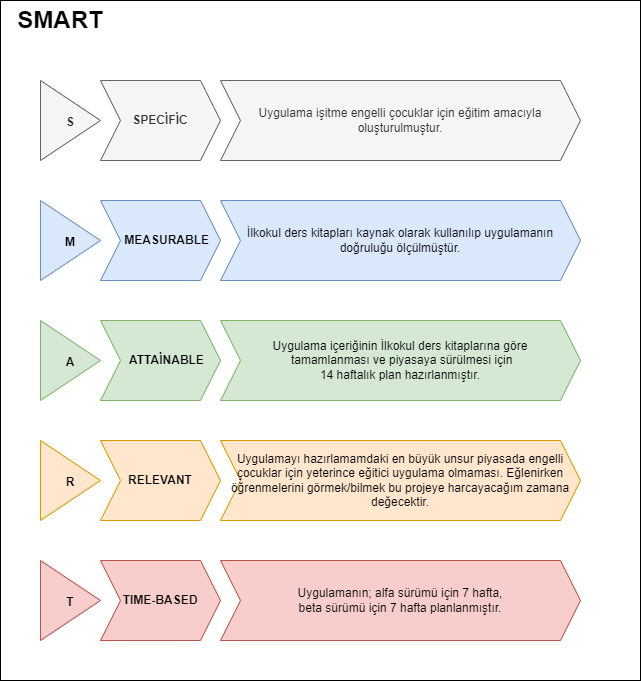 SMART
S
SPECİFİC
Uygulama işitme engelli çocuklar için eğitim amacıyla
oluşturulmuştur.
M
MEASURABLE
İlkokul ders kitapları kaynak olarak kullanılıp uygulamanın
doğruluğu ölçülmüştür.
A
ATTAİNABLE
Uygulama içeriğinin İlkokul ders kitaplarına göre
tamamlanması ve piyasaya sürülmesi için
14 haftalık plan hazırlanmıştır.
R
RELEVANT
Uygulamayı hazırlamamdaki en büyük unsur piyasada engelli
çocuklar için yeterince eğitici uygulama olmaması. Eğlenirken
öğrenmelerini görmek/bilmek bu projeye harcayacağım zamana
değecektir.
T
TIME-BASED
Uygulamanın; alfa sürümü için 7 hafta,
beta sürümü için 7 hafta planlanmıştır.